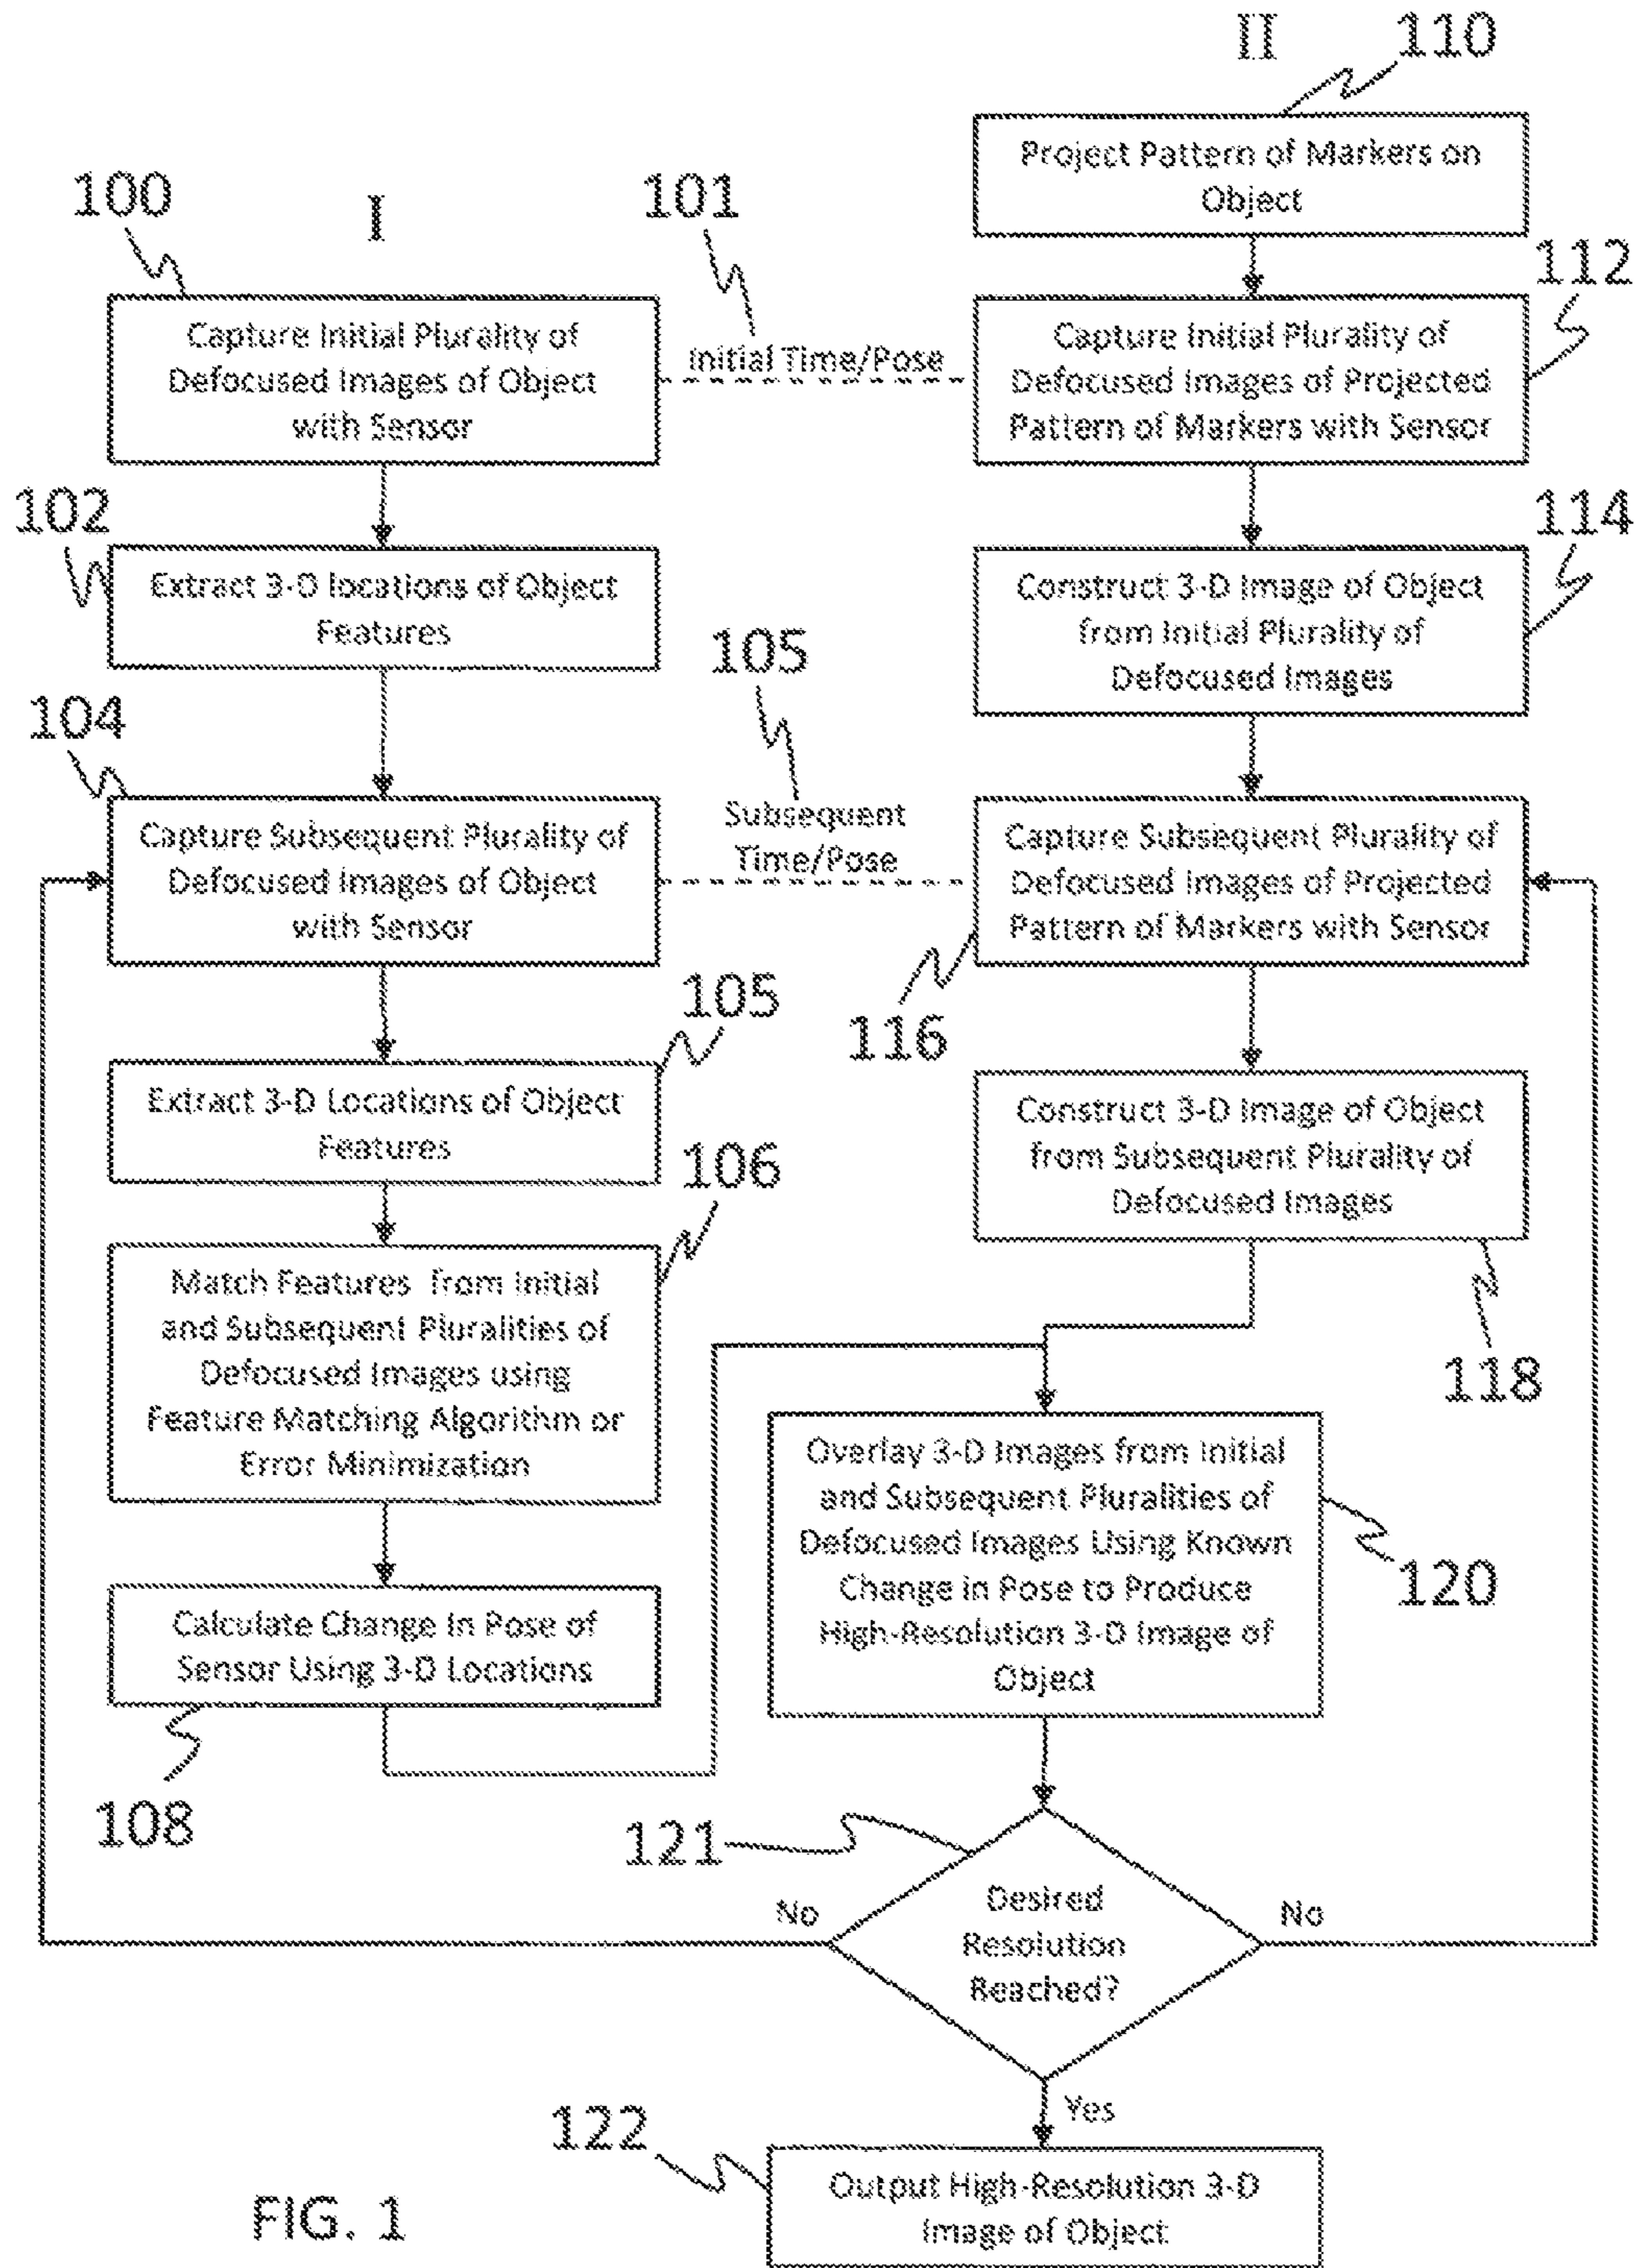 II
110
Project Pattern of Markers on
Object
100
I
101
112
Capture Initial Plurality of
Defocused Images of Object
with Sensor
Initial Time/Pose
Capture Initial Plurality of
Defocused Images of Projected
Pattern of Markers with Sensor
102
114
Extract 3-D locations of Object
Features
Construct 3-D Image of Object
from Initial Plurality of
Defocused Images
105
104
Capture Subsequent Plurality of
Defocused Images of Object
with Sensor
Subsequent
Time/Pose
Capture Subsequent Plurality of
Defocused Images of Projected
Pattern of Markers with Sensor
105
116
Extract 3-D Locations of Object
Features
Construct 3-D Image of Object
from Subsequent Plurality of
Defocused Images
106
118
Match Features from Initial
and Subsequent Pluralities of
Defocused Images using
Feature Matching Algorithm or
Error Minimization
Overlay 3-D Images from Initial
and Subsequent Pluralities of
Defocused Images Using Known
Change in Pose to Produce
High-Resolution 3-D Image of
Object
120
Calculate Change In Pose of
Sensor Using 3-D Locations
108
121
No
Desired
Resolution
Reached?
No
Yes
122
Output High-Resolution 3-D
Image of Object
FIG. 1